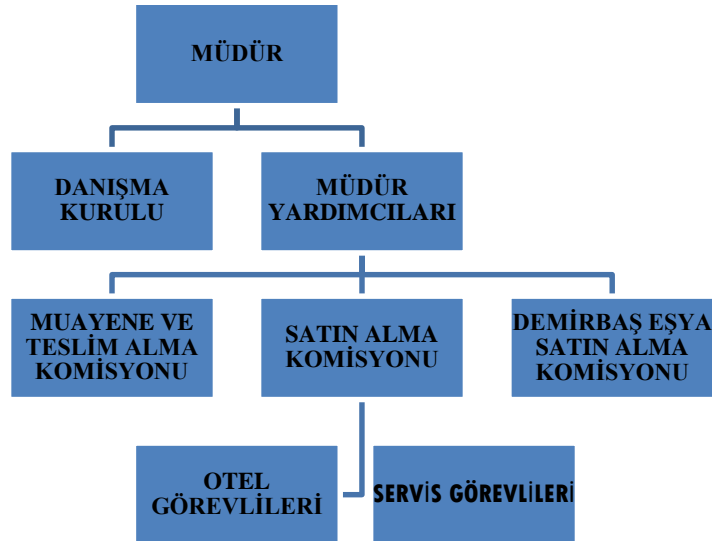 MÜDÜR
DANIŞMA
KURULU
MÜDÜR
YARDIMCILARI
MUAYENE VE
TESLİM ALMA
KOMİSYONU
SATIN ALMA
KOMİSYONU
DEMİRBAŞ EŞYA
SATIN ALMA
KOMİSYONU
OTEL
GÖREVLİLERİ
SERVİS GÖREVLİLERİ